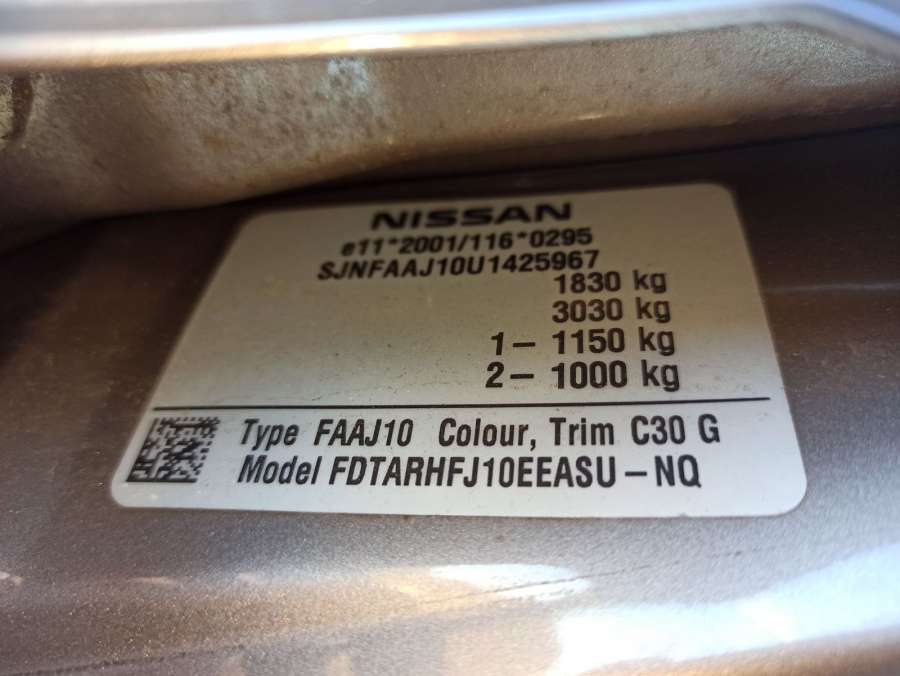 NISSAN
e11*2001/116*0295
SJNFAAJ10U1425967
1830 kg
3030 kg
1– 1150 kg
2– 1000 kg
Type FAAJ10 Colour, Trim C30 G
Model FDTARHFJ10EEASU–NQ